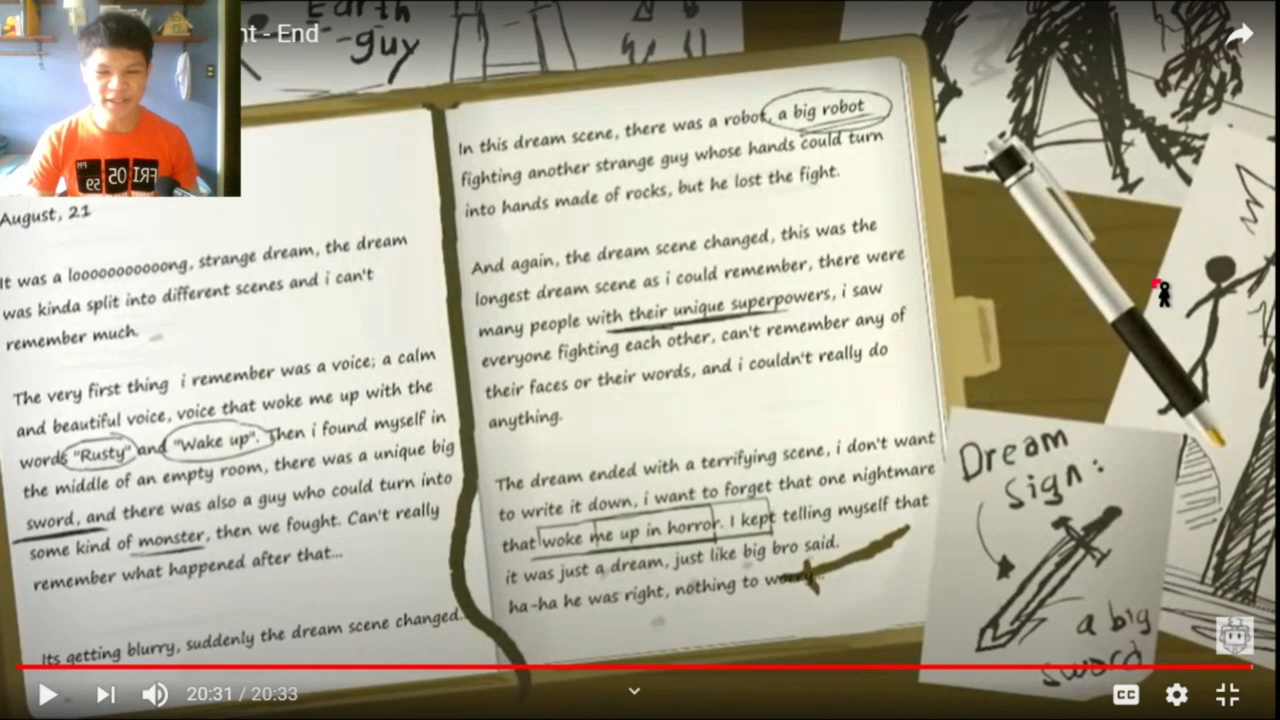 Earth
-guy
nt - End
FRI 05 59
PM
August, 21
It was a looooooooooong, strange dream, the dream
was kinda split into different scenes and i can't
remember much.
The very first thing i remember was a voice; a calm
and beautiful voice, voice that woke me up with the
words "Rusty" and "Wake up". Then i found myself in
the middle of an empty room, there was a unique big
sword, and there was also a guy who could turn into
some kind of monster, then we fought. Can't really
remember what happened after that...
Its getting blurry, suddenly the dream scene changed..
In this dream scene, there was a robot, a big robot
fighting another strange guy whose hands could turn
into hands made of rocks, but he lost the fight.
And again, the dream scene changed, this was the
longest dream scene as i could remember, there were
many people with their unique superpowers, i saw
everyone fighting each other, can't remember any of
their faces or their words, and i couldn't really do
anything.
The dream ended with a terrifying scene, i don't want
to write it down, i want to forget that one nightmare
that woke me up in horror. I kept telling myself that
it was just a dream, just like big bro said.
ha-ha he was right, nothing to worry...
Dream
sign:
a big
sword
20:31 / 20:33
CC